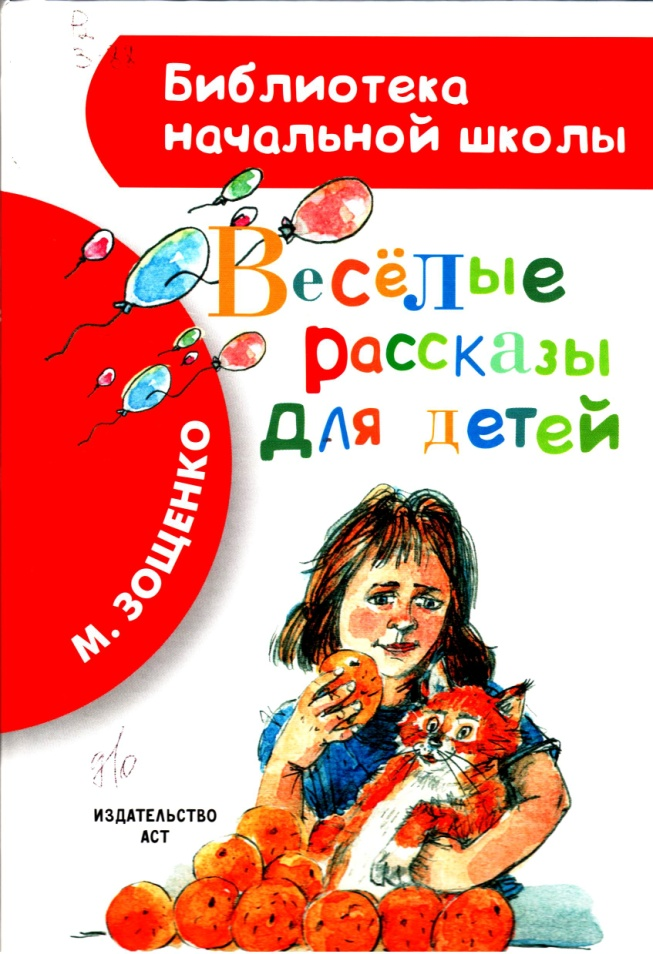 Библиотека
начальной школы
Весёлые
рассказы
для детей
М. ЗОЩЕНКО
ИЗДАТЕЛЬСТВО
АСТ